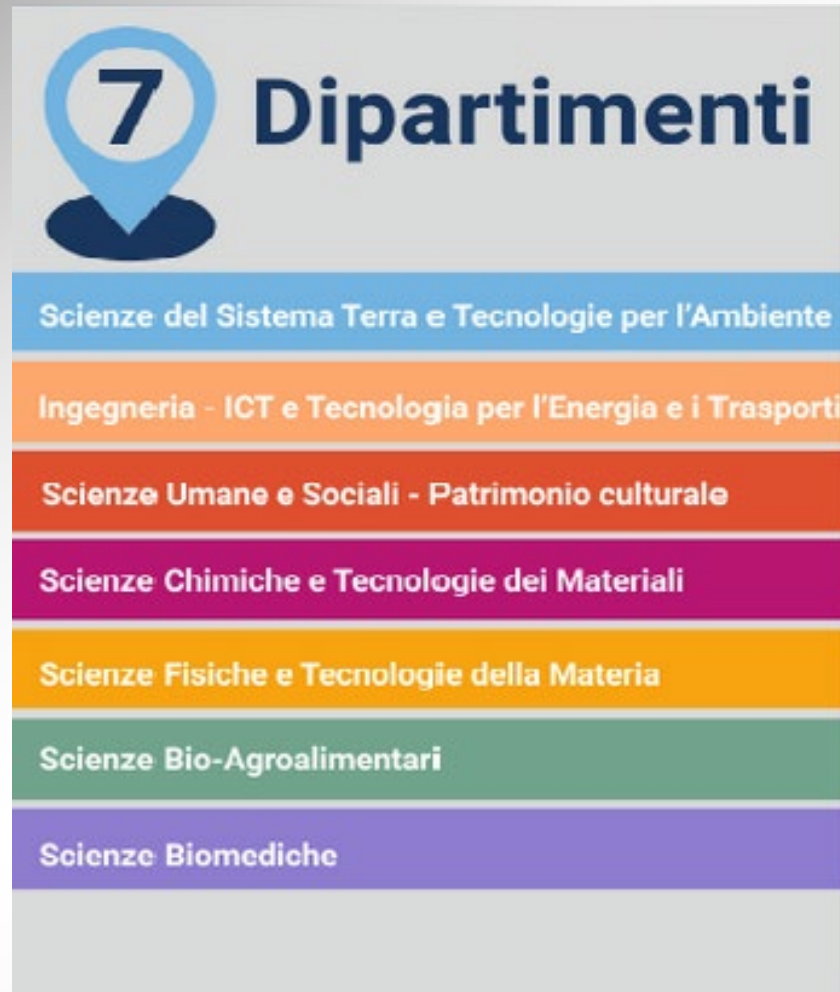 7 Dipartimenti
Scienze del Sistema Terra e Tecnologie per l'Ambiente
Ingegneria - ICT e Tecnologia per l'Energia e i Trasporti
Scienze Umane e Sociali - Patrimonio culturale
Scienze Chimiche e Tecnologie dei Materiali
Scienze Fisiche e Tecnologie della Materia
Scienze Bio-Agroalimentari
Scienze Biomediche